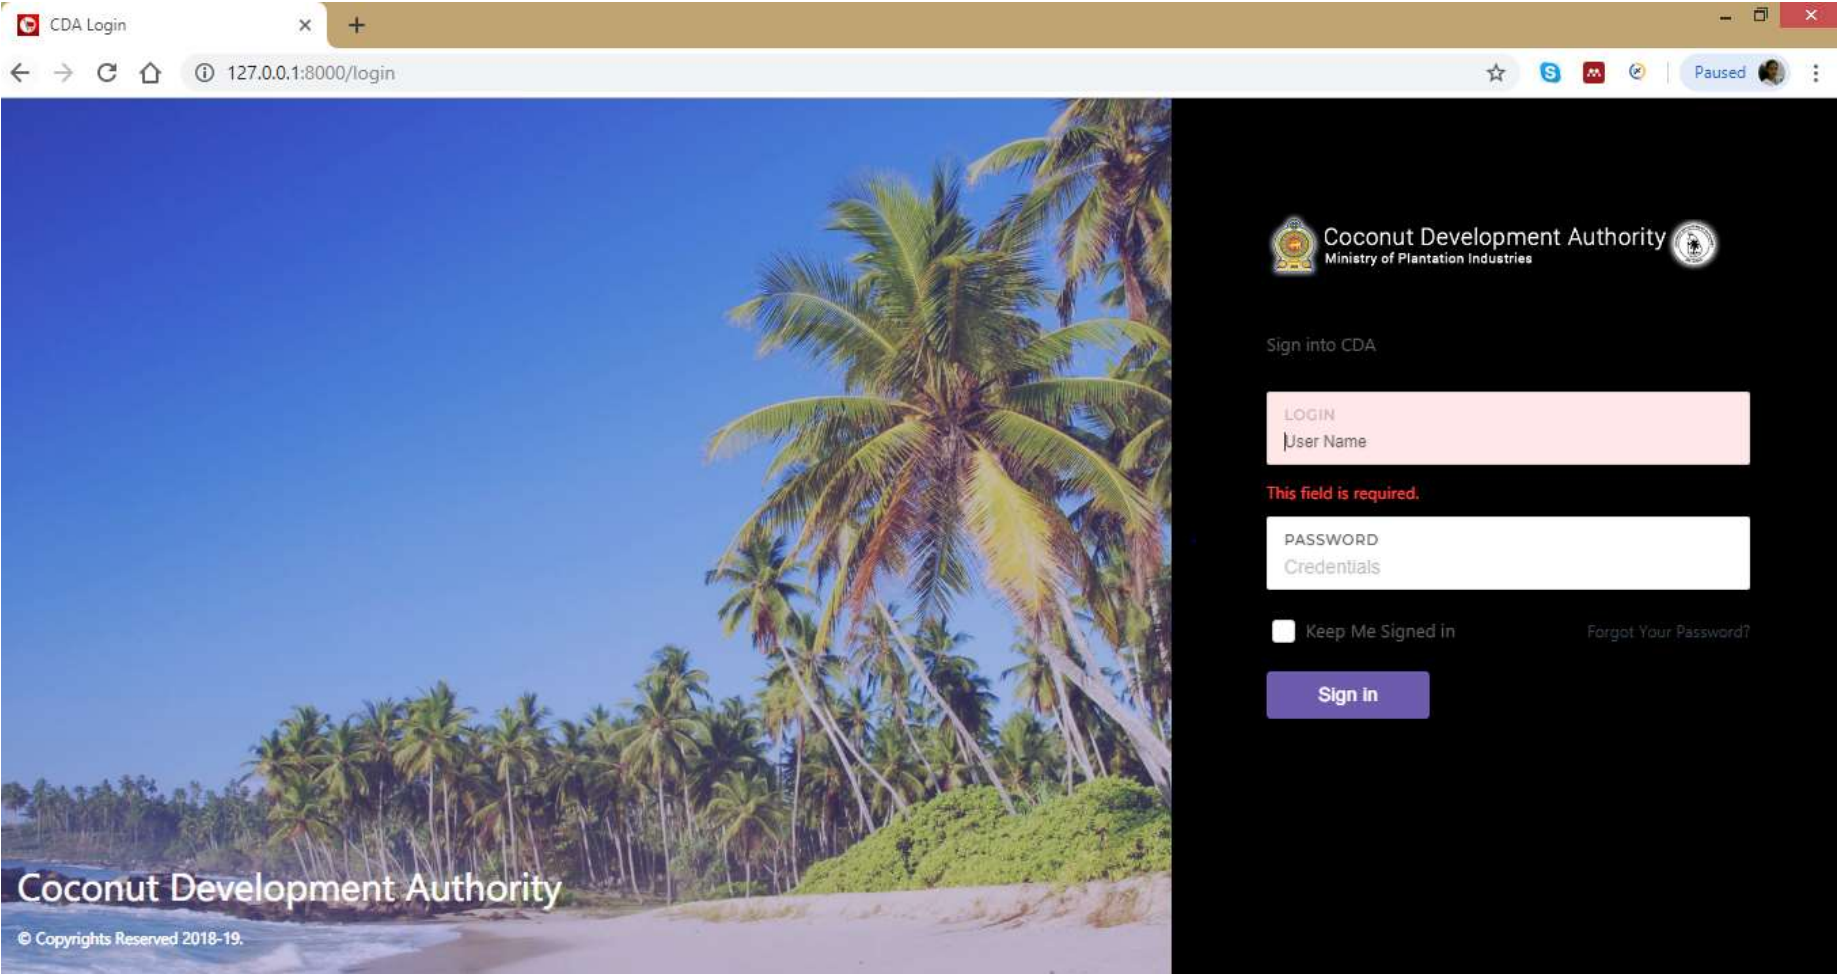 CDA Login
127.0.0.1:8000/login
Paused
Coconut Development Authority
Ministry of Plantation Industries
Sign into CDA
LOGIN
User Name
This field is required.
PASSWORD
Credentials
Keep Me Signed in
Forgot Your Password?
Sign in
Coconut Development Authority
© Copyrights Reserved 2018-19.